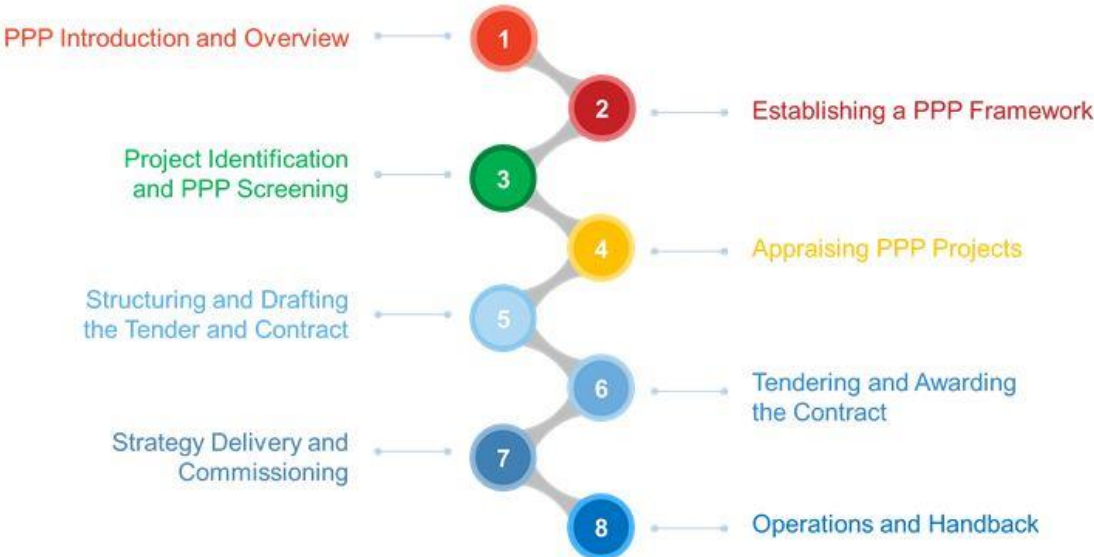 PPP Introduction and Overview
1
2
Establishing a PPP Framework
Project Identification
and PPP Screening
3
4
Appraising PPP Projects
Structuring and Drafting
the Tender and Contract
5
6
Tendering and Awarding
the Contract
Strategy Delivery and
Commissioning
7
8
Operations and Handback